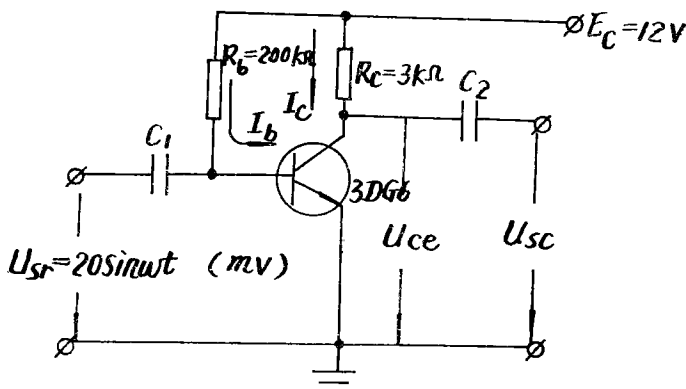 E_C=12V
R_b=200kΩ
R_C=3kΩ
C_2
I_C
I_b
C_1
3DG6
U_sr=20sinωt (mV)
U_ce
U_sc